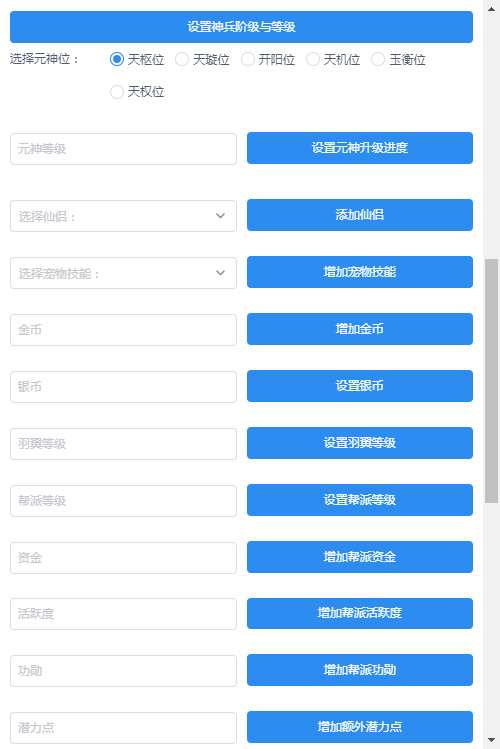 设置神兵阶级与等级
选择元神位： 天枢位 天璇位 开阳位 天机位 玉衡位
天权位
元神等级 设置元神升级进度
选择仙侣： 添加仙侣
选择宠物技能： 增加宠物技能
金币 增加金币
银币 设置银币
羽翼等级 设置羽翼等级
帮派等级 设置帮派等级
资金 增加帮派资金
活跃度 增加帮派活跃度
功勋 增加帮派功勋
潜力点 增加额外潜力点